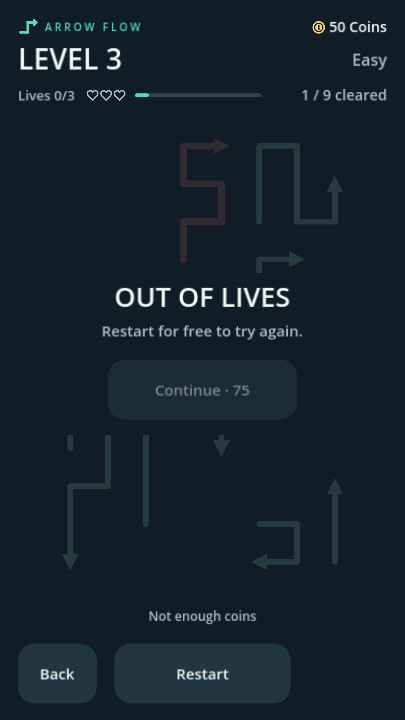 ARROW FLOW
50 Coins
LEVEL 3
Easy
Lives 0/3
1 / 9 cleared
OUT OF LIVES
Restart for free to try again.
Continue · 75
Not enough coins
Back
Restart